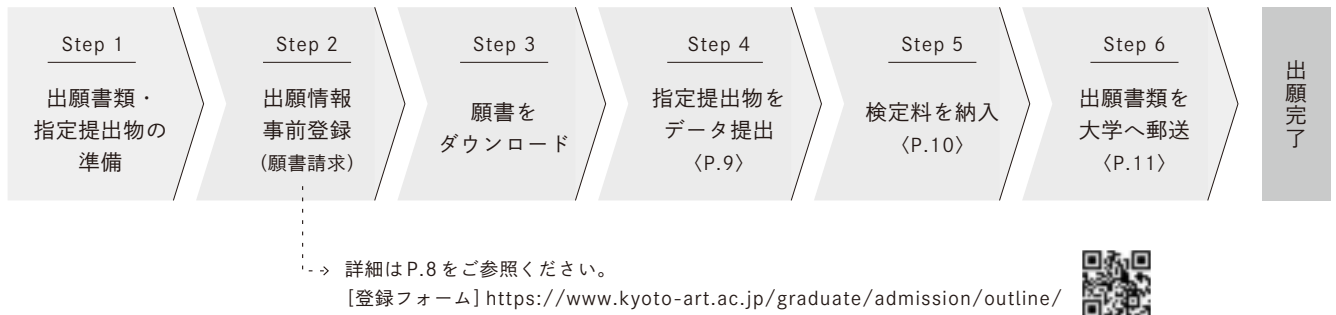 Step 1
出願書類・
指定提出物の
準備
Step 2
出願情報
事前登録
(願書請求)
Step 3
願書を
ダウンロード
Step 4
指定提出物を
データ提出
〈P.9〉
Step 5
検定料を納入
〈P.10〉
Step 6
出願書類を
大学へ郵送
〈P.11〉
出願完了
詳細はP.8をご参照ください。
[登録フォーム] https://www.kyoto-art.ac.jp/graduate/admission/outline/